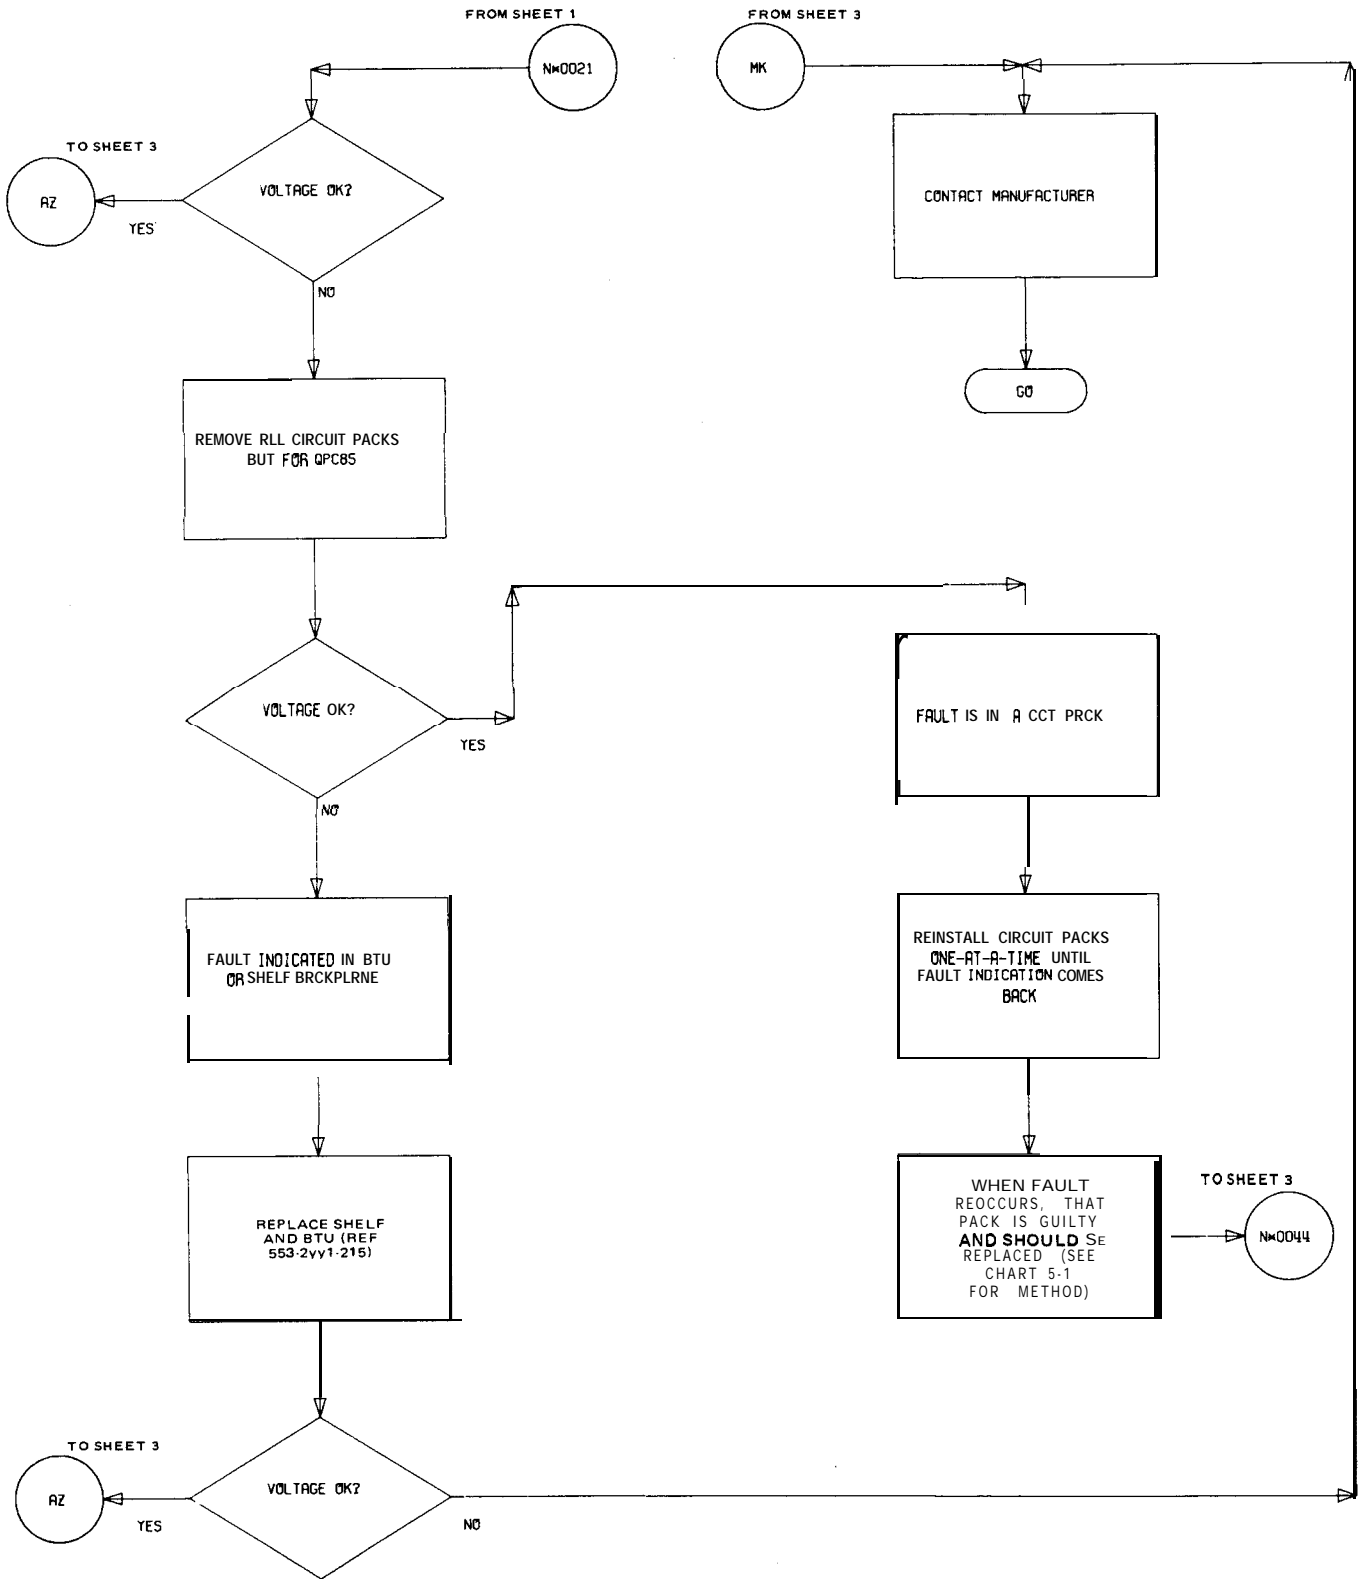 FROM SHEET 1
N*0021
FROM SHEET 3
MK
TO SHEET 3
AZ
YES
VOLTAGE OK?
NO
CONTACT MANUFACTURER
GO
REMOVE RLL CIRCUIT PACKS
BUT FOR QPC85
VOLTAGE OK?
YES
NO
FAULT IS IN A CCT PRCK
FAULT INDICATED IN BTU
OR SHELF BRCKPLRNE
REINSTALL CIRCUIT PACKS
ONE-AT-A-TIME UNTIL
FAULT INDICATION COMES
BACK
REPLACE SHELF
AND BTU (REF
553-2yy1-215)
WHEN FAULT
REOCCURS, THAT
PACK IS GUILTY
AND SHOULD SE
REPLACED (SEE
CHART 5-1
FOR METHOD)
TO SHEET 3
N*0044
TO SHEET 3
AZ
YES
VOLTAGE OK?
NO